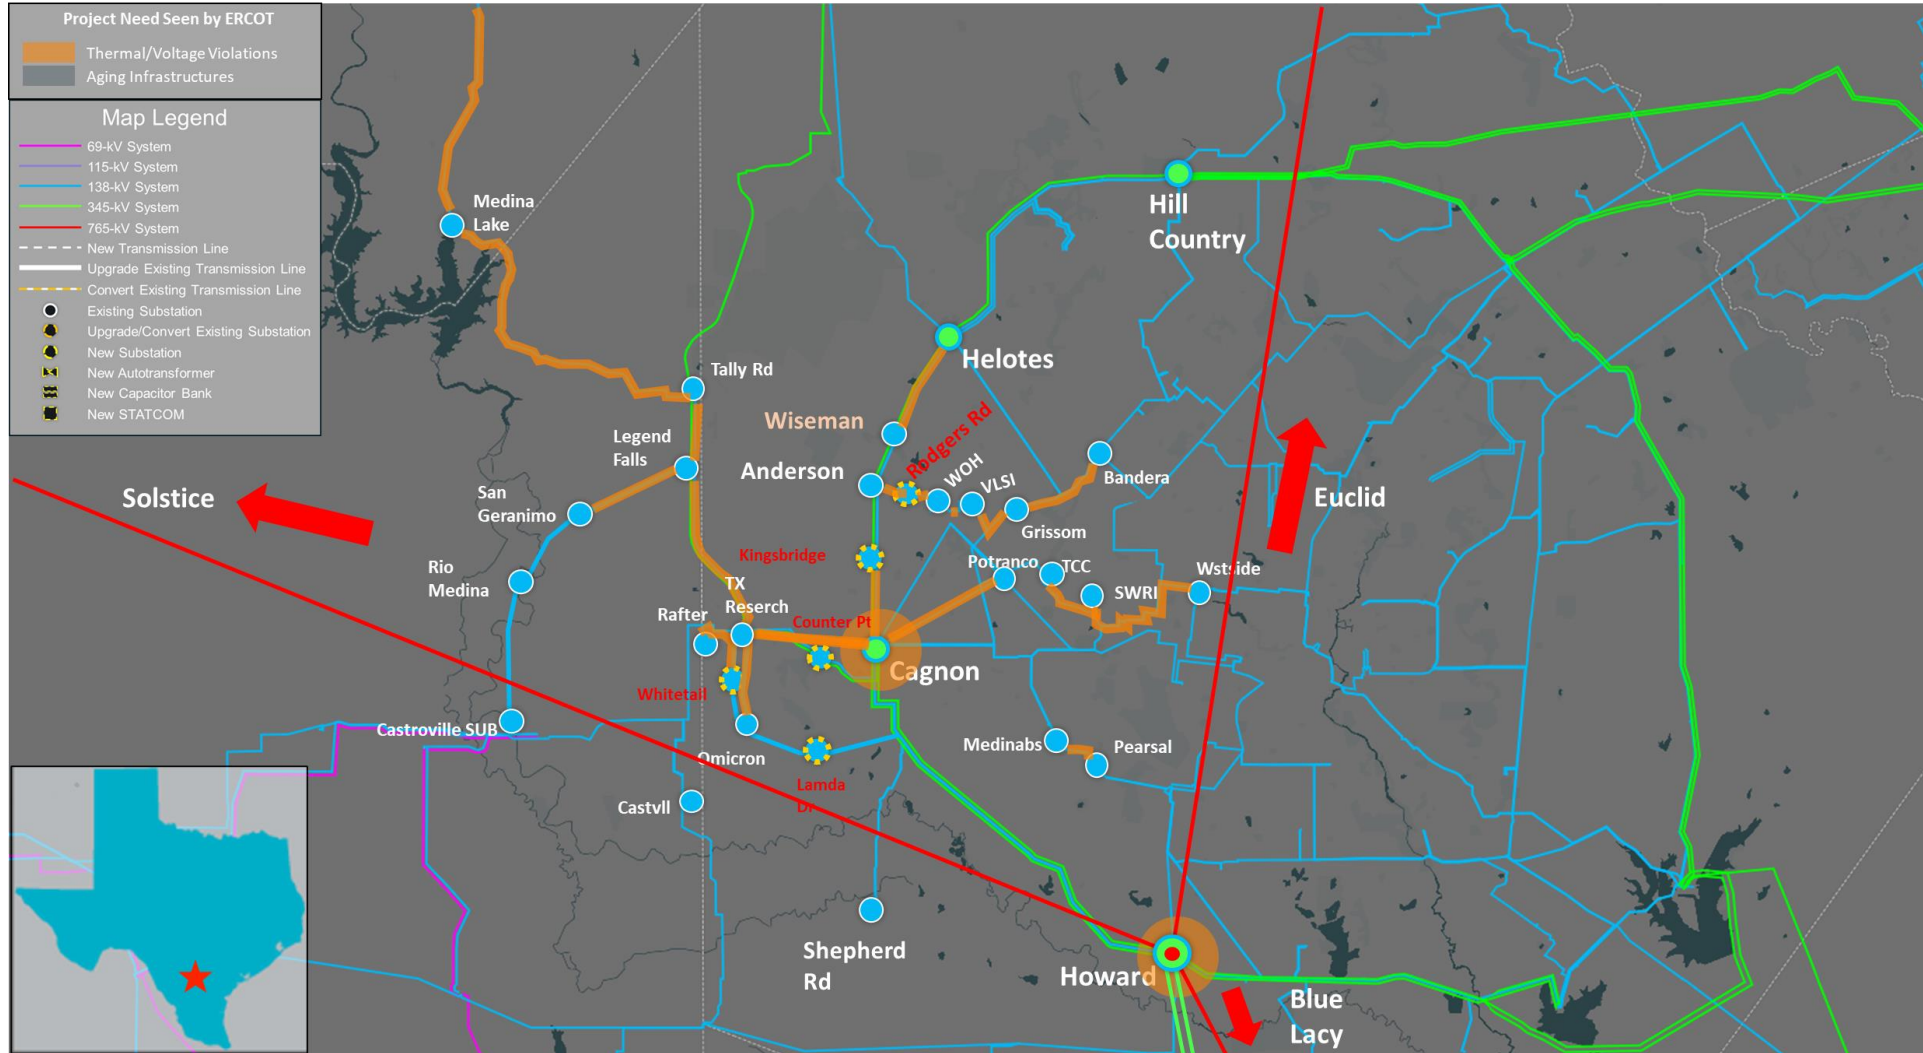 Project Need Seen by ERCOT
Thermal/Voltage Violations
Aging Infrastructures
Map Legend
69-kV System
115-kV System
138-kV System
345-kV System
765-kV System
New Transmission Line
Upgrade Existing Transmission Line
Convert Existing Transmission Line
Existing Substation
Upgrade/Convert Existing Substation
New Substation
New Autotransformer
New Capacitor Bank
New STATCOM
Medina
Lake
Hill
Country
Helotes
Tally Rd
Wiseman
Rodgers Rd
Legend
Falls
Anderson
WOH
VLSI
Bandera
Solstice
San
Geranimo
Euclid
Grissom
Kingsbridge
Potranco
TCC
Wstside
Rio
Medina
TX
Reserch
SWRI
Rafter
Counter Pt
Cagnon
Whitetail
Castroville SUB
Omicron
Medinabs
Pearsal
Lamda
Dr
Castvll
Shepherd
Rd
Howard
Blue
Lacy